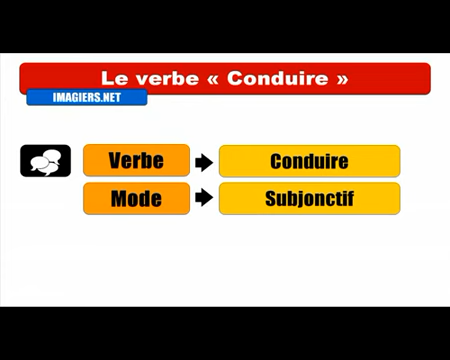 Le verbe « Conduire »
IMAGIERS.NET
Verbe Conduire
Mode Subjonctif